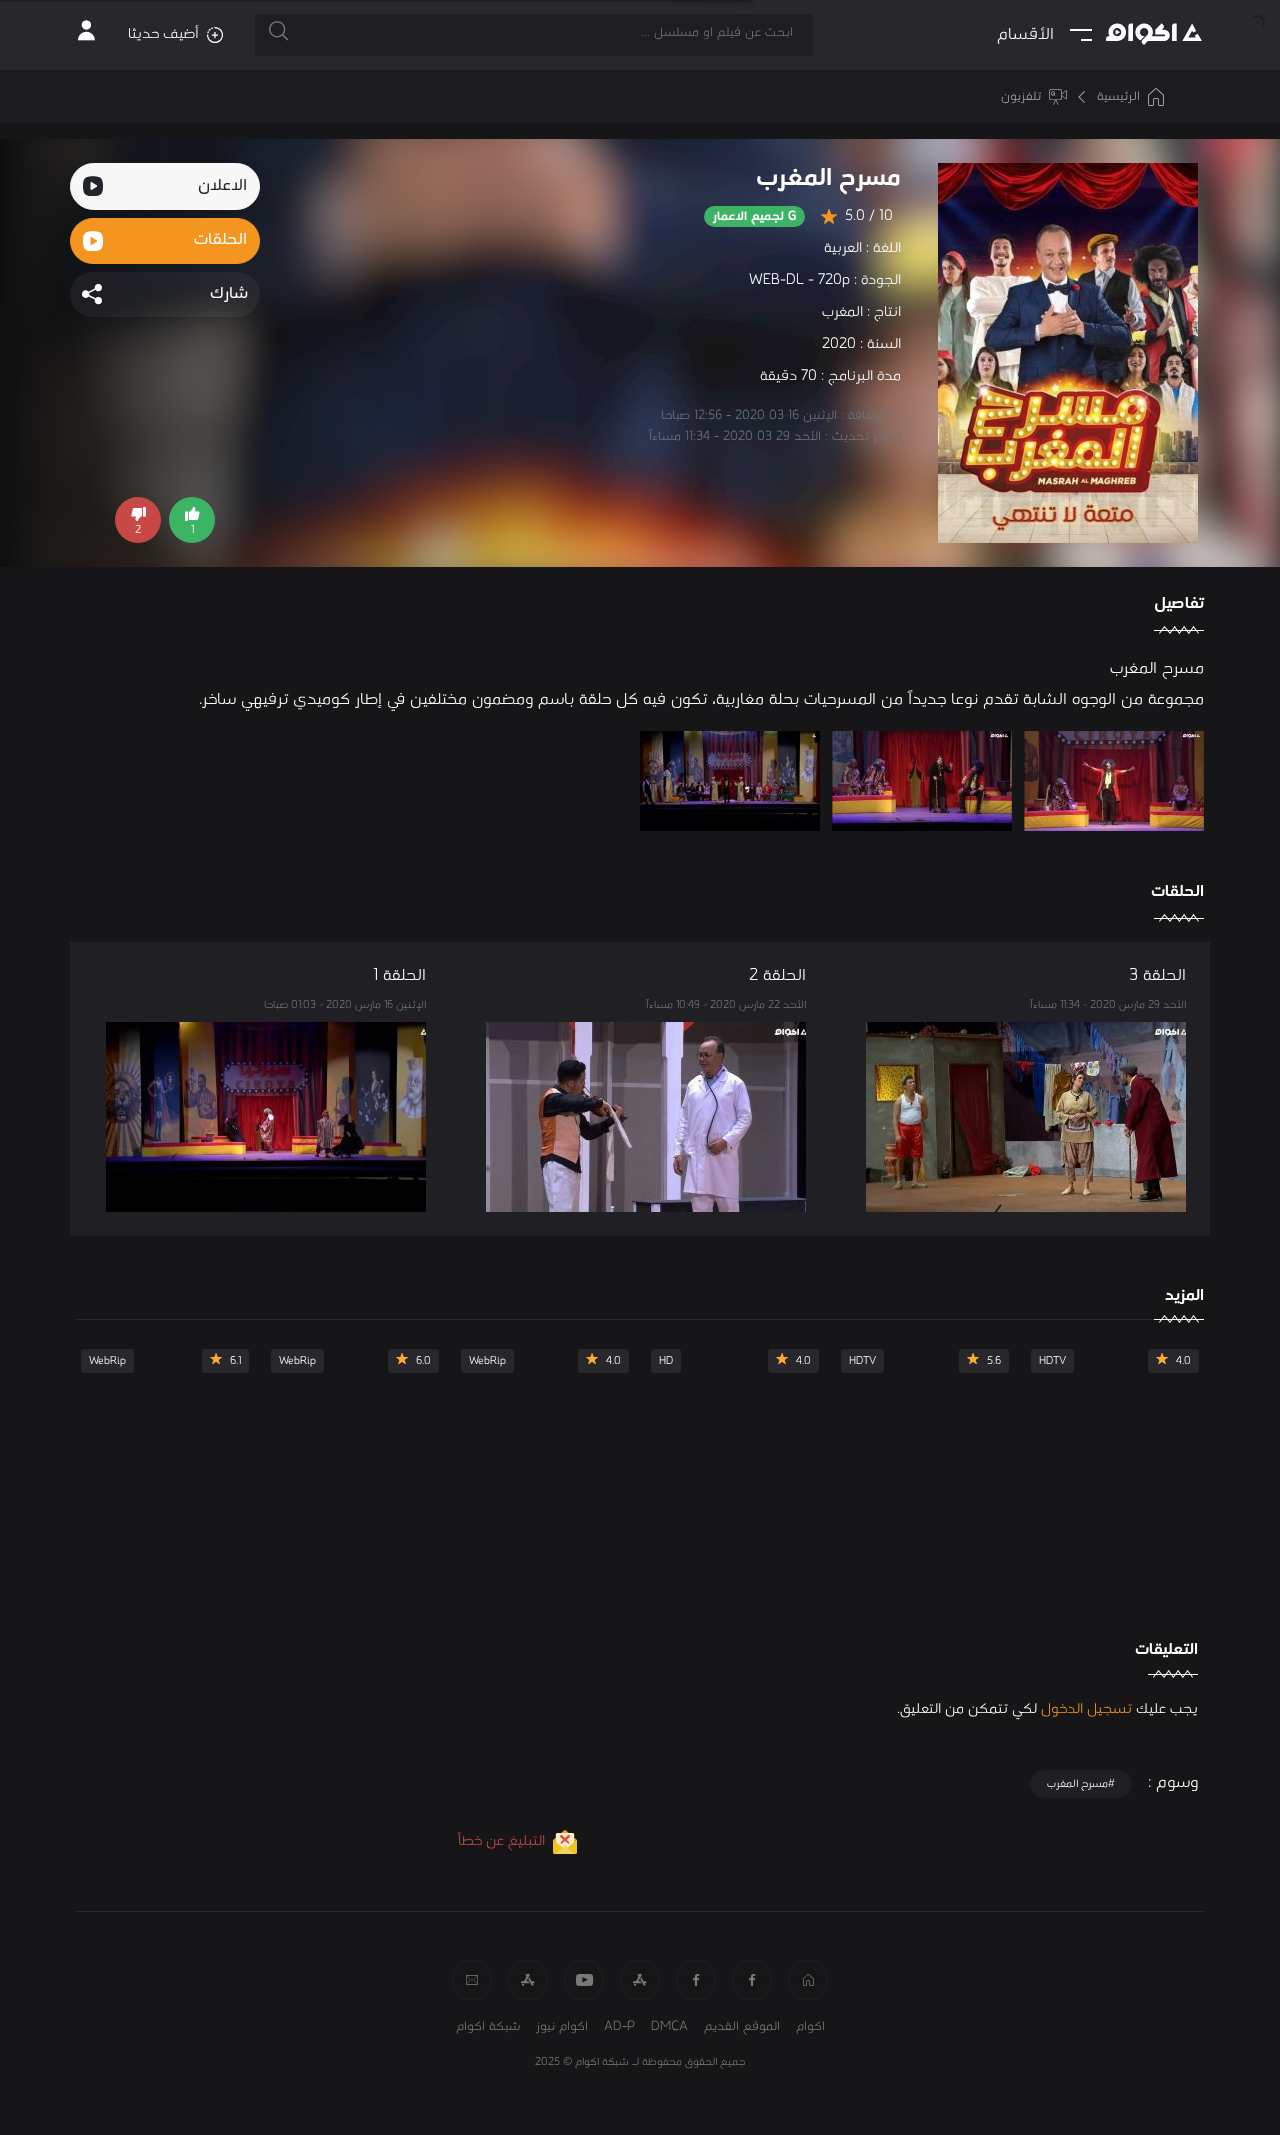 اكوام
الأقسام
ابحث عن فيلم او مسلسل ...
أضيف حديثا
الرئيسية
تلفزيون
مسرح المغرب
10 / 5.0
G لجميع الاعمار
اللغة : العربية
الجودة : WEB-DL - 720p
انتاج : المغرب
السنة : 2020
مدة البرنامج : 70 دقيقة
: الإثنين 16 03 2020 - 12:56 صباحا
تحديث : الأحد 29 03 2020 - 11:34 مساءاً
الاعلان
الحلقات
شارك
1
2
مسرح المغرب
MASRAH AL MAGHREB
متعة لا تنتهي
تفاصيل
مسرح المغرب
مجموعة من الوجوه الشابة تقدم نوعا جديداً من المسرحيات بحلة مغاربية، تكون فيه كل حلقة باسم ومضمون مختلفين في إطار كوميدي ترفيهي ساخر.
اكوام
اكوام
الحلقات
الحلقة 3
الأحد 29 مارس 2020 - 11:34 مساءاً
اكوام
الحلقة 2
الأحد 22 مارس 2020 - 10:49 مساءاً
اكوام
الحلقة 1
الإثنين 16 مارس 2020 - 01:03 صباحا
المزيد
4.0
HDTV
5.6
HDTV
4.0
HD
4.0
WebRip
6.0
WebRip
6.1
WebRip
التعليقات
يجب عليك تسجيل الدخول لكي تتمكن من التعليق.
وسوم :
#مسرح المغرب
التبليغ عن خطأ
اكوام
الموقع القديم
DMCA
AD-P
اكوام نيوز
شبكة اكوام
جميع الحقوق محفوظة لـ شبكة اكوام © 2025